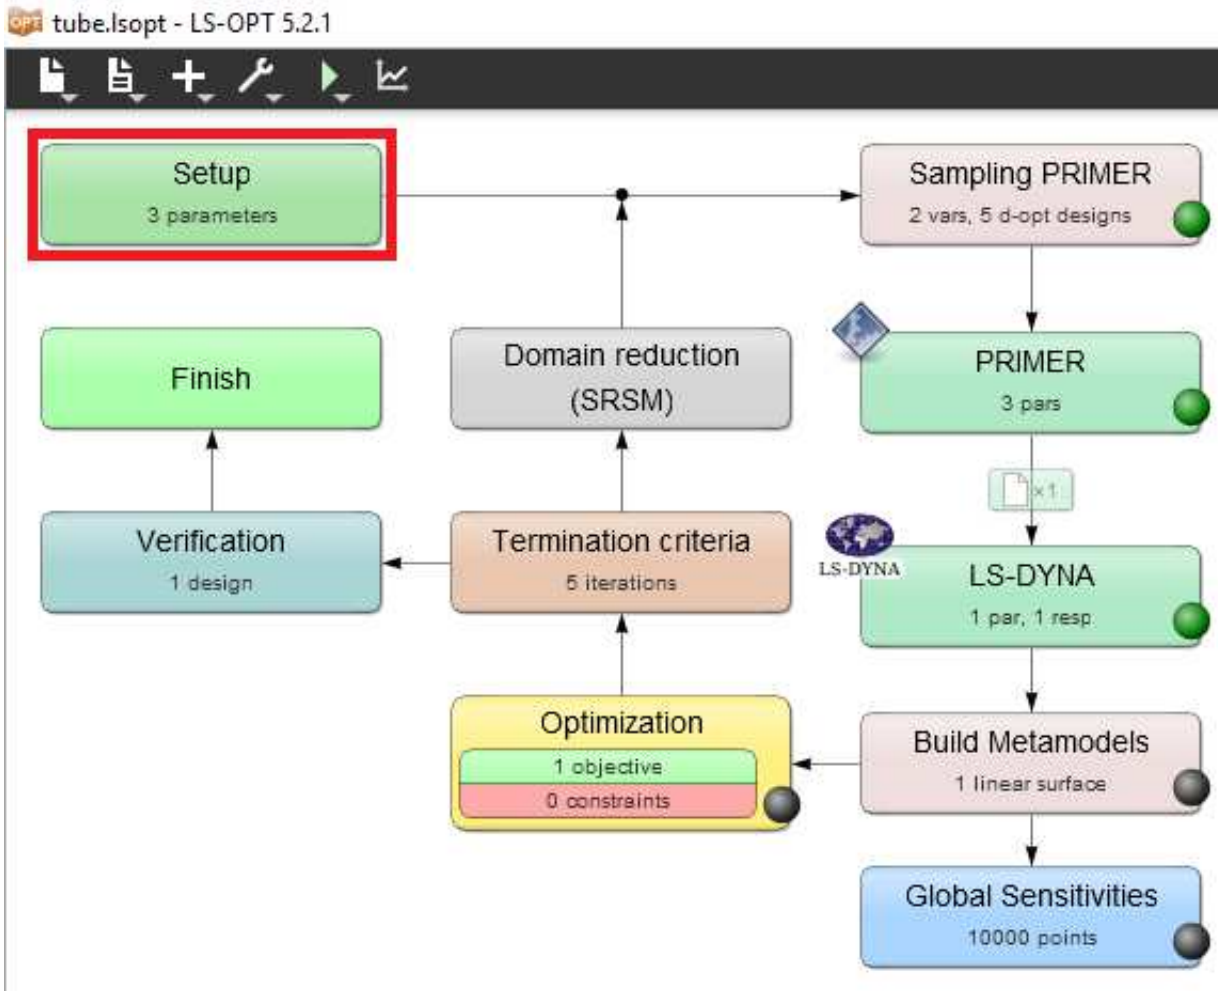 OPT tube.lsopt - LS-OPT 5.2.1
Setup
3 parameters
Sampling PRIMER
2 vars, 5 d-opt designs
Finish
Domain reduction
(SRSM)
PRIMER
3 pars
×1
Verification
1 design
Termination criteria
5 iterations
LS-DYNA
LS-DYNA
1 par, 1 resp
Optimization
1 objective
0 constraints
Build Metamodels
1 linear surface
Global Sensitivities
10000 points